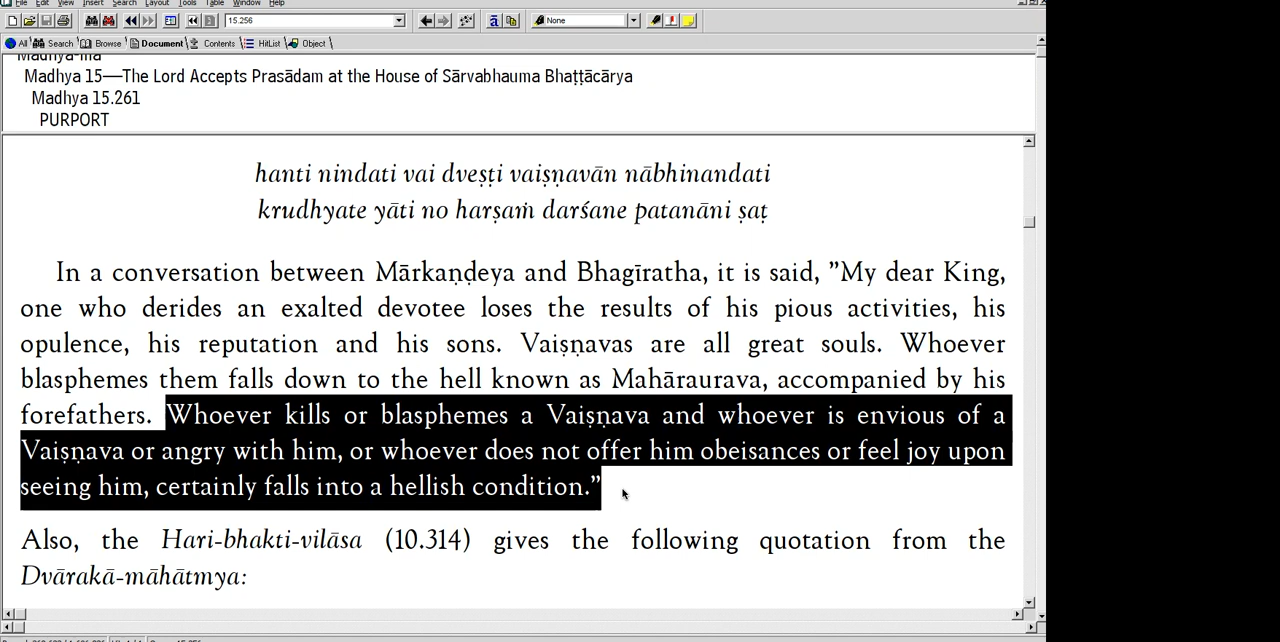 File Edit View Insert Search Layout Tools Table Window Help
15.256 None
All Search Browse Document Contents HitList Object
Madhya 15—The Lord Accepts Prasādam at the House of Sārvabhauma Bhaṭṭācārya
Madhya 15.261
PURPORT
hanti nindati vai dveṣṭi vaiṣṇavān nābhinandati
krudhyate yāti no harṣaṁ darśane patanāni ṣaṭ
In a conversation between Mārkaṇḍeya and Bhagīratha, it is said, ”My dear King,
one who derides an exalted devotee loses the results of his pious activities, his
opulence, his reputation and his sons. Vaiṣṇavas are all great souls. Whoever
blasphemes them falls down to the hell known as Mahāraurava, accompanied by his
forefathers. Whoever kills or blasphemes a Vaiṣṇava and whoever is envious of a
Vaiṣṇava or angry with him, or whoever does not offer him obeisances or feel joy upon
seeing him, certainly falls into a hellish condition.”
Also, the Hari-bhakti-vilāsa (10.314) gives the following quotation from the
Dvārakā-māhātmya: